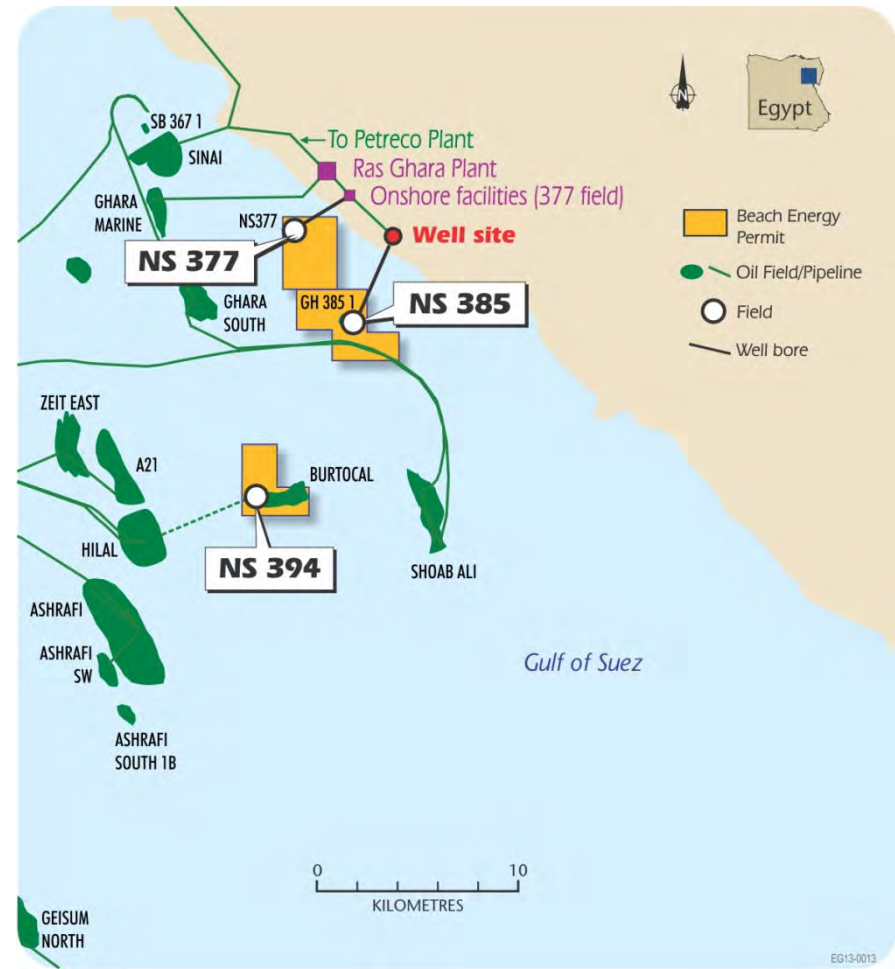 SB 367 1
SINAI
To Petreco Plant
Ras Ghara Plant
Onshore facilities (377 field)
GHARA
MARINE
NS377
Well site
NS 377
GHARA
SOUTH
GH 385 1
NS 385
N
Egypt
Beach Energy
Permit
Oil Field/Pipeline
Field
Well bore
ZEIT EAST
A21
BURTOCAL
HILAL
NS 394
SHOAB ALI
ASHRAFI
ASHRAFI
SW
ASHRAFI
SOUTH 1B
Gulf of Suez
0 10
KILOMETRES
GEISUM
NORTH
EG13-0013